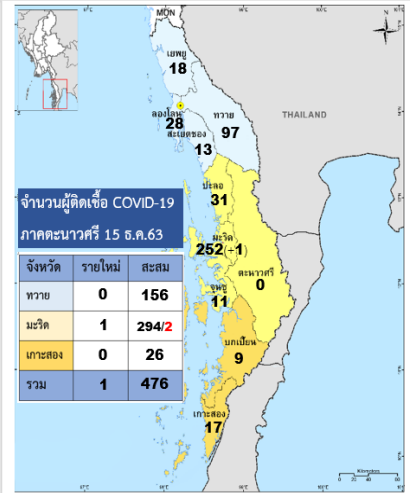 MON
เยพยู
18
ลองโลน
28
ทวาย
97
สะเยตชอง
13
THAILAND
ปะลอ
31
มะริด
252(+1)
ตะนาวศรี
0
จุนซู
11
บกเปี้ยน
9
เกาะสอง
17
จำนวนผู้ติดเชื้อ COVID-19
ภาคตะนาวศรี 15 ธ.ค.63
จังหวัด รายใหม่ สะสม
ทวาย 0 156
มะริด 1 294/2
เกาะสอง 0 26
รวม 1 476
Kilometers